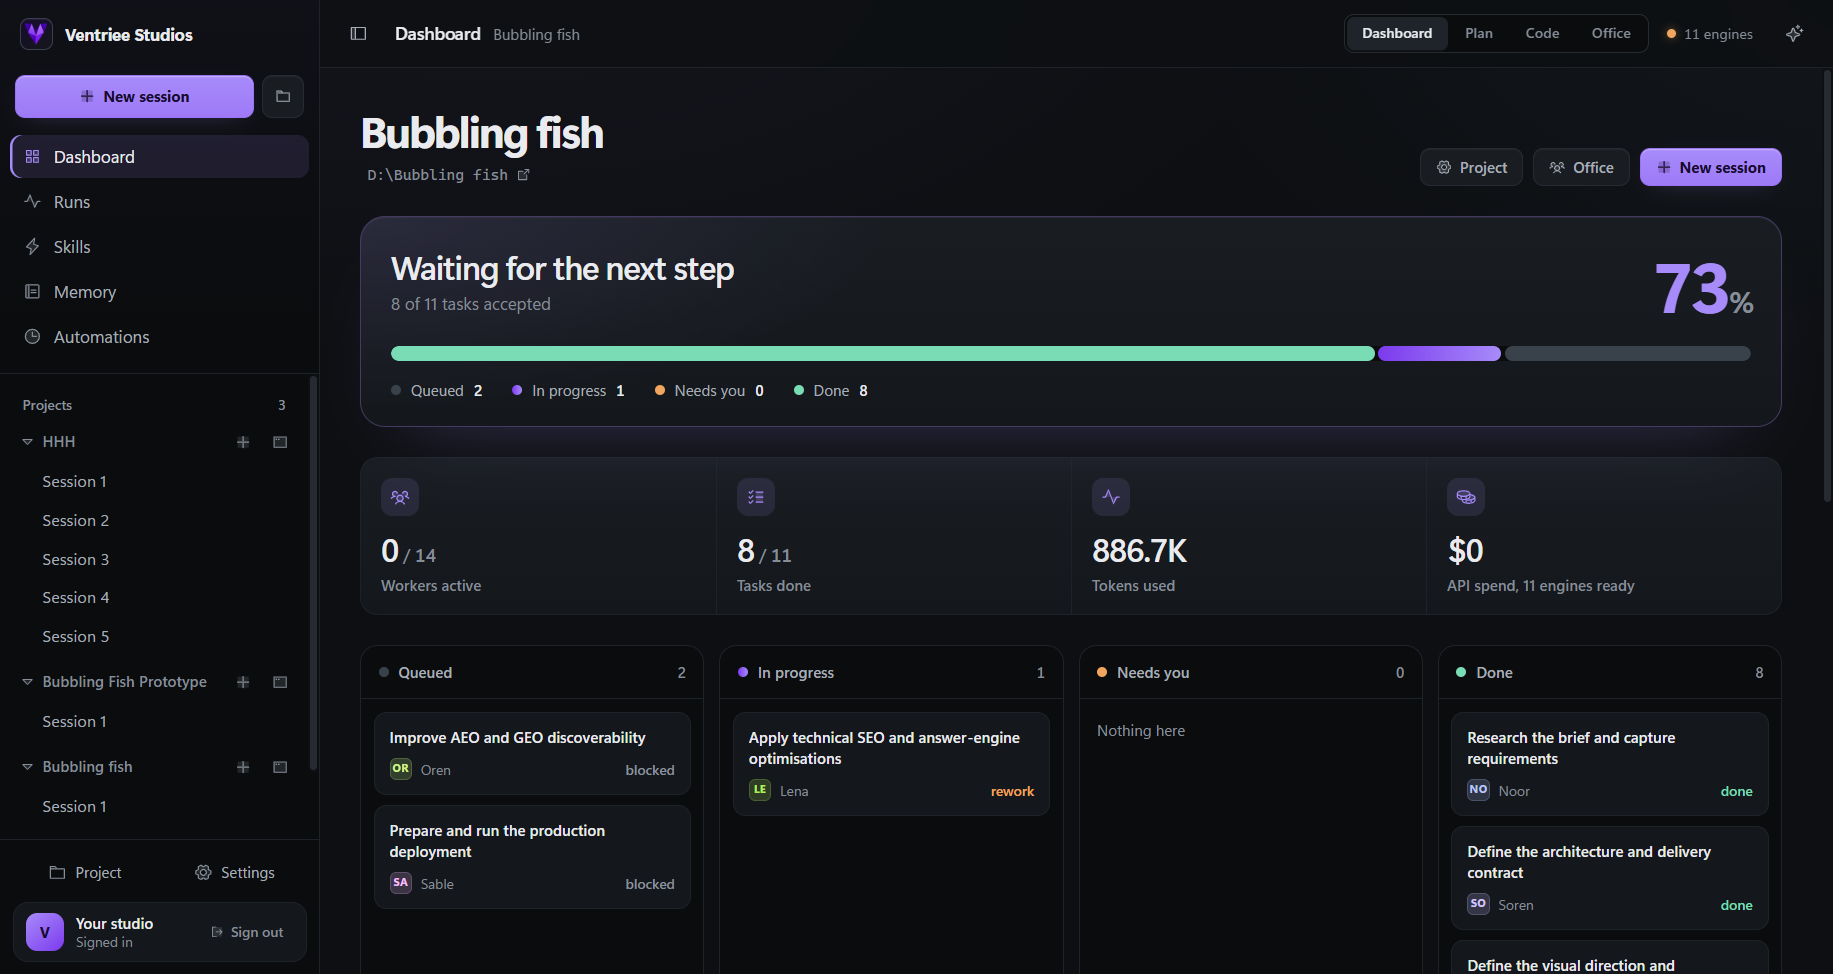 Ventriee Studios
New session
Dashboard
Runs
Skills
Memory
Automations
Projects 3
HHH
Session 1
Session 2
Session 3
Session 4
Session 5
Bubbling Fish Prototype
Session 1
Bubbling fish
Session 1
Project
Settings
V
Your studio
Signed in
Sign out
Dashboard Bubbling fish
Dashboard Plan Code Office
11 engines
Bubbling fish
D:\Bubbling fish
Project
Office
New session
Waiting for the next step
8 of 11 tasks accepted
73%
Queued 2 In progress 1 Needs you 0 Done 8
0 / 14
Workers active
8 / 11
Tasks done
886.7K
Tokens used
$0
API spend, 11 engines ready
Queued 2
Improve AEO and GEO discoverability
OR Oren blocked
Prepare and run the production
deployment
SA Sable blocked
In progress 1
Apply technical SEO and answer-engine
optimisations
LE Lena rework
Needs you 0
Nothing here
Done 8
Research the brief and capture
requirements
NO Noor done
Define the architecture and delivery
contract
SO Soren done
Define the visual direction and